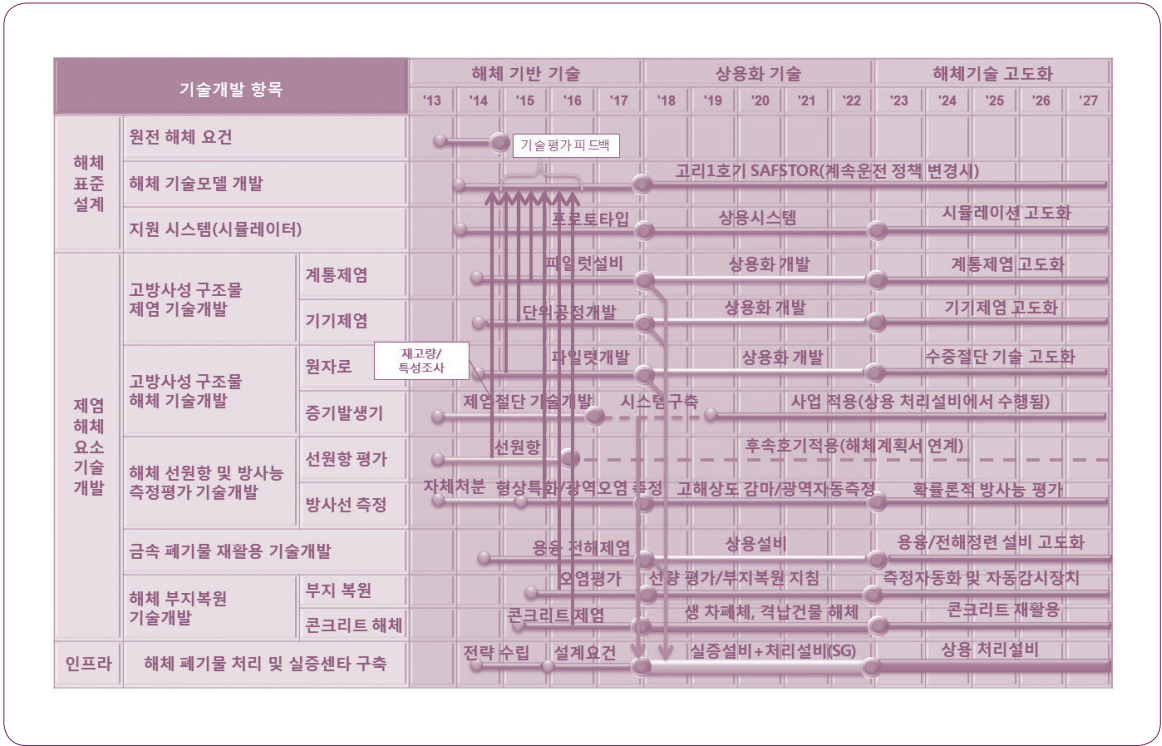 기술개발 항목
해체 기반 기술
상용화 기술
해체기술 고도화
'13 '14 '15 '16 '17 '18 '19 '20 '21 '22 '23 '24 '25 '26 '27
해체
표준
설계
원전 해체 요건
기술평가피드백
해체 기술모델 개발
고리1호기 SAFSTOR(계속운전 정책 변경시)
지원 시스템(시뮬레이터)
프로토타입
상용시스템
시뮬레이션 고도화
제염
해체
요소
기술
개발
고방사성 구조물
제염 기술개발
계통제염
파일럿설비
상용화 개발
계통제염 고도화
기기제염
단위공정개발
상용화 개발
기기제염 고도화
재고량/
특성조사
고방사성 구조물
해체 기술개발
원자로
파일럿개발
상용화 개발
수중절단 기술 고도화
증기발생기
제염절단 기술개발
시스템구축
사업 적용(상용 처리설비에서 수행됨)
해체 선원항 및 방사능
측정평가 기술개발
선원항 평가
선원항
후속호기적용(해체계획서 연계)
방사선 측정
자체처분
형상특화/광역오염 측정
고해상도 감마/광역자동측정
확률론적 방사능 평가
금속 폐기물 재활용 기술개발
용융 전해제염
상용설비
용융/전해정련 설비 고도화
해체 부지복원
기술개발
부지 복원
오염평가
선량 평가/부지복원 지침
측정자동화 및 자동감시장치
콘크리트 해체
콘크리트제염
생 차폐체, 격납건물 해체
콘크리트 재활용
인프라
해체 폐기물 처리 및 실증센타 구축
전략 수립
설계요건
실증설비+처리설비(SG)
상용 처리설비